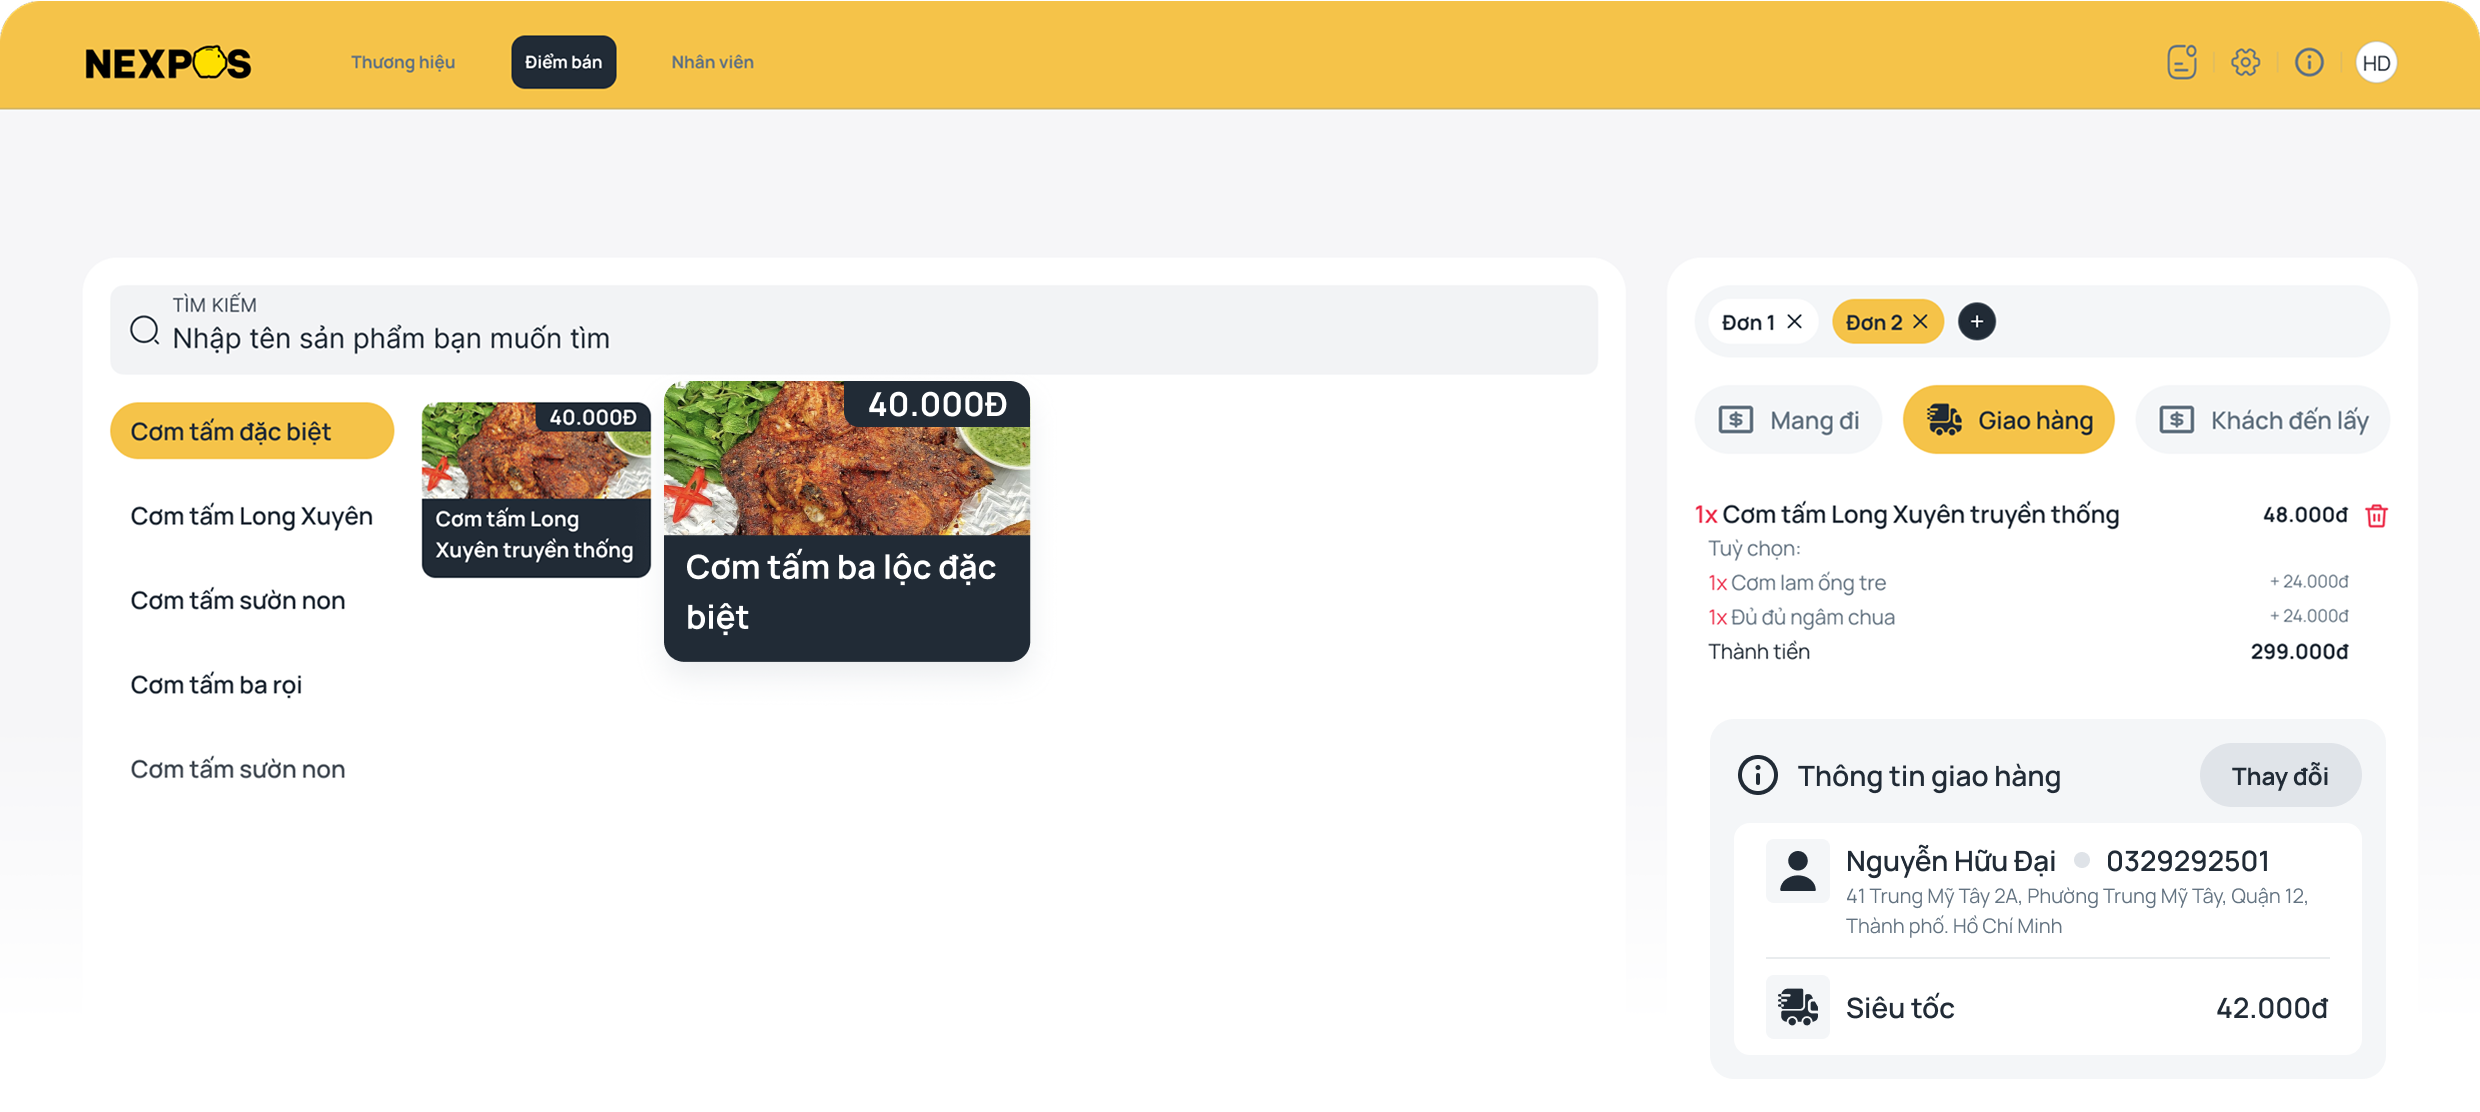 NEXPOS
Thương hiệu
Điểm bán
Nhân viên
HD
TÌM KIẾM
Nhập tên sản phẩm bạn muốn tìm
Cơm tấm đặc biệt
Cơm tấm Long Xuyên
Cơm tấm sườn non
Cơm tấm ba rọi
Cơm tấm sườn non
40.000Đ
Cơm tấm Long
Xuyên truyền thống
40.000Đ
Cơm tấm ba lộc đặc
biệt
Đơn 1
Đơn 2
Mang đi
Giao hàng
Khách đến lấy
1x Cơm tấm Long Xuyên truyền thống 48.000đ
Tuỳ chọn:
1x Cơm lam ống tre + 24.000đ
1x Đủ đủ ngâm chua + 24.000đ
Thành tiền 299.000đ
Thông tin giao hàng
Thay đổi
Nguyễn Hữu Đại 0329292501
41 Trung Mỹ Tây 2A, Phường Trung Mỹ Tây, Quận 12,
Thành phố. Hồ Chí Minh
Siêu tốc 42.000đ